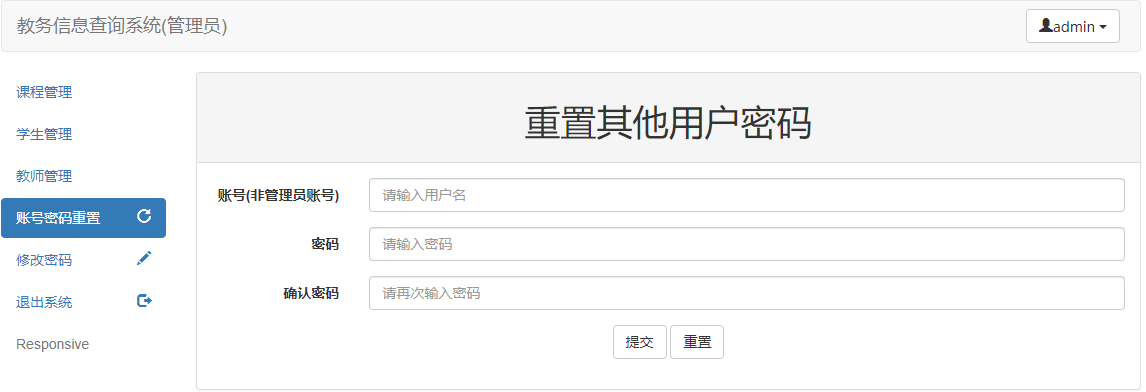 教务信息查询系统(管理员)
admin
课程管理
学生管理
教师管理
账号密码重置
修改密码
退出系统
Responsive
重置其他用户密码
账号(非管理员账号)
请输入用户名
密码
请输入密码
确认密码
请再次输入密码
提交 重置